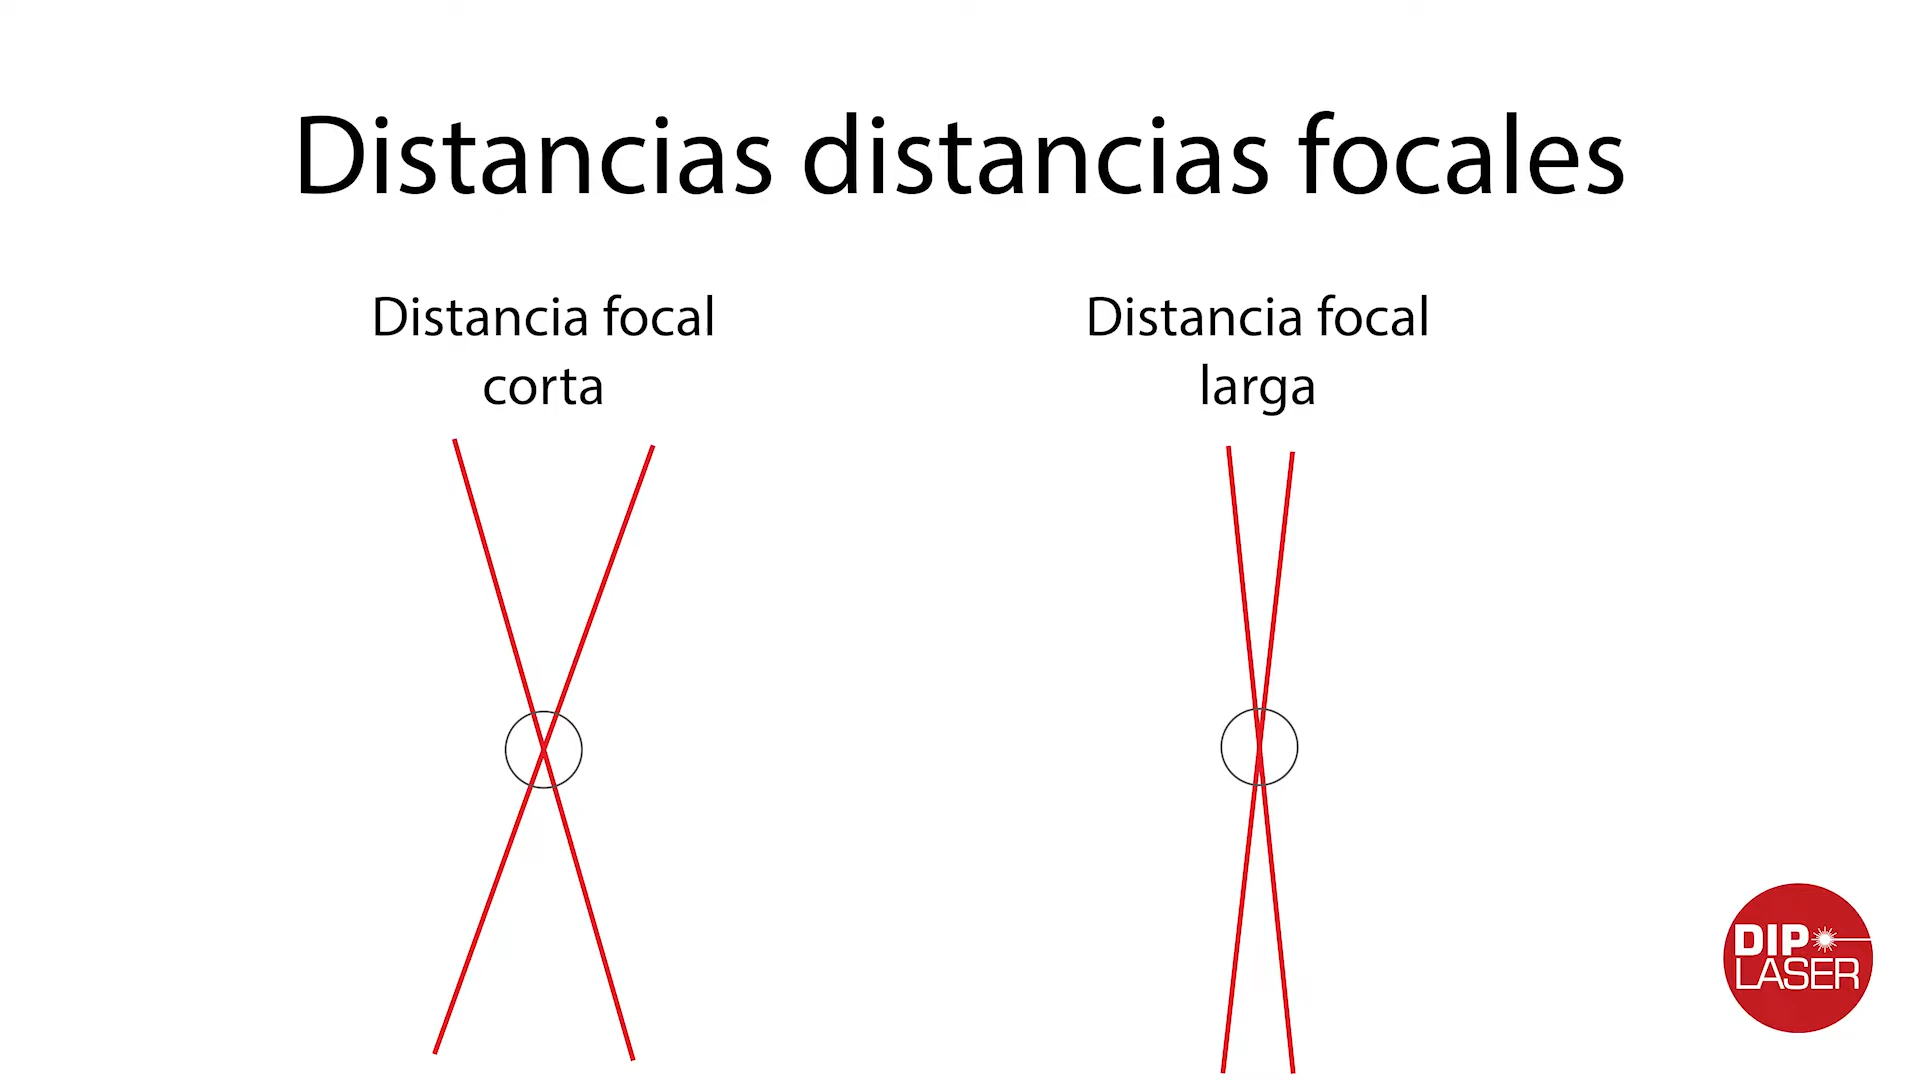 Distancias distancias focales
Distancia focal
corta
Distancia focal
larga
DIP
LASER